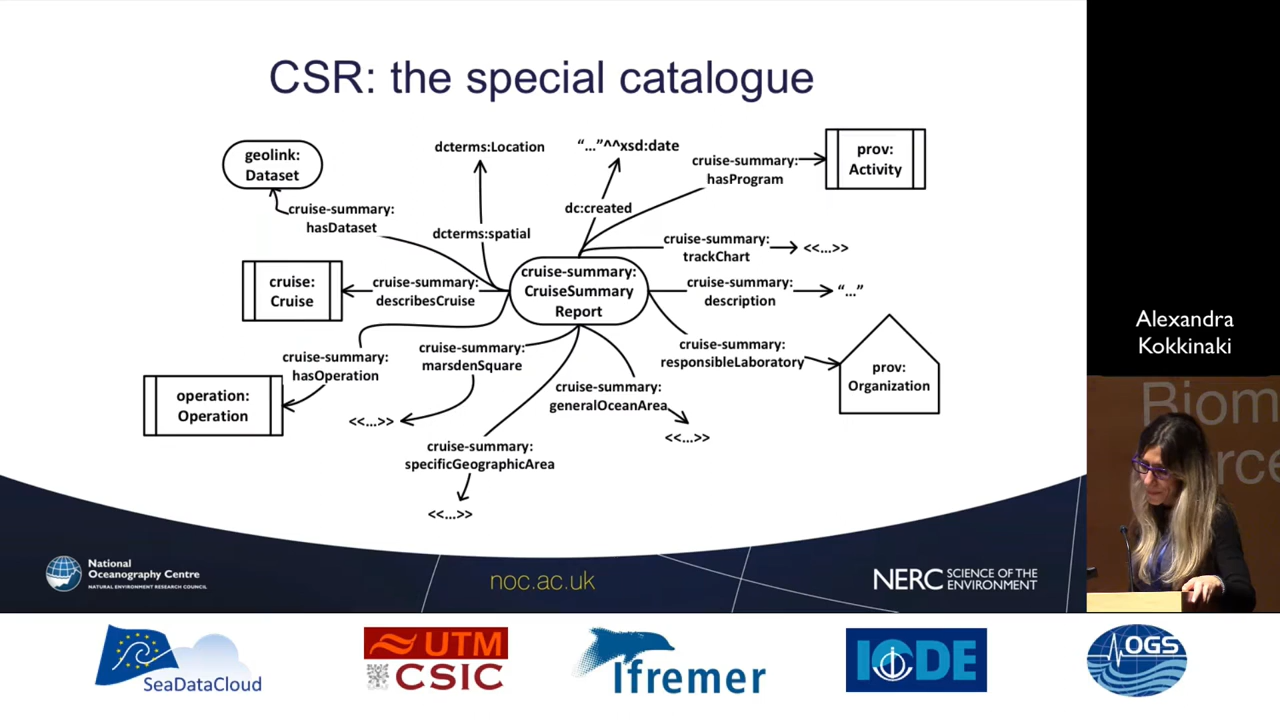 CSR: the special catalogue
geolink:
Dataset
dcterms:Location
"...”^^xsd:date
cruise-summary:
hasProgram
prov:
Activity
cruise-summary:
hasDataset
dcterms:spatial
dc:created
cruise-summary:
trackChart
<<...>>
cruise:
Cruise
cruise-summary:
describesCruise
cruise-summary:
CruiseSummary
Report
cruise-summary:
description
“...”
cruise-summary:
hasOperation
cruise-summary:
marsdenSquare
cruise-summary:
responsibleLaboratory
prov:
Organization
operation:
Operation
<<...>>
cruise-summary:
generalOceanArea
<<...>>
cruise-summary:
specificGeographicArea
<<...>>
National
Oceanography Centre
NATURAL ENVIRONMENT RESEARCH COUNCIL
noc.ac.uk
NERC SCIENCE OF THE
ENVIRONMENT
Alexandra
Kokkinaki
Biom
rce
SeaDataCloud
UTM
CSIC
Ifremer
IODE
OGS